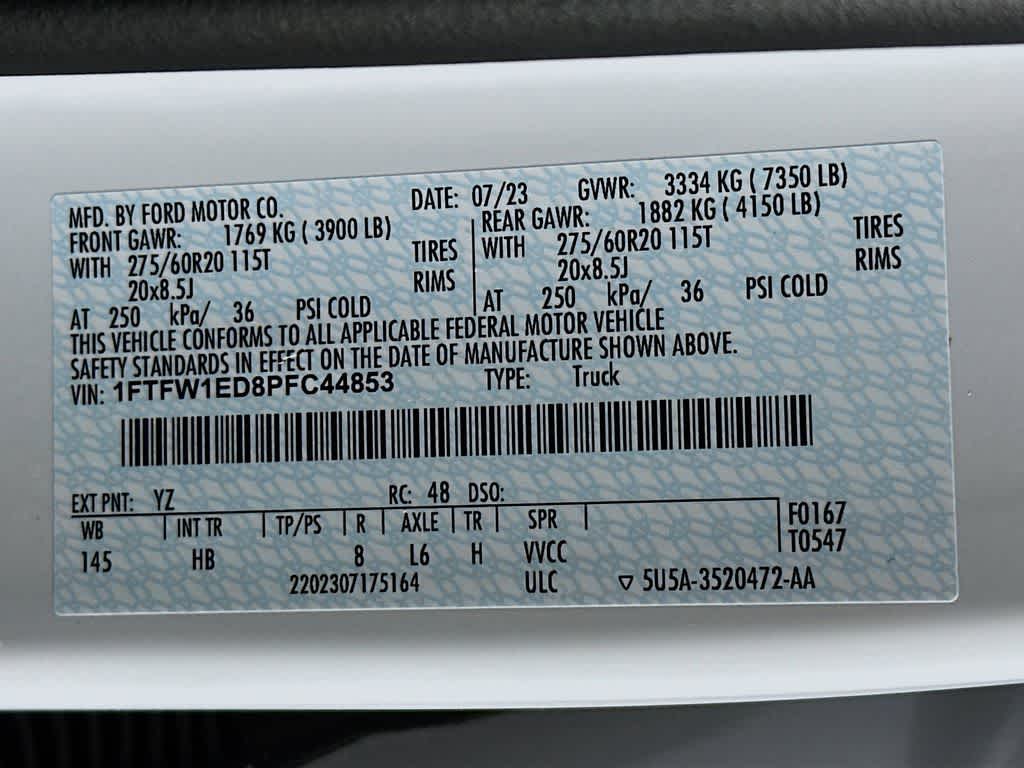 MFD. BY FORD MOTOR CO. DATE: 07/23 GVWR: 3334 KG ( 7350 LB)
FRONT GAWR: 1769 KG ( 3900 LB) REAR GAWR: 1882 KG ( 4150 LB)
WITH 275/60R20 115T TIRES WITH 275/60R20 115T TIRES
20x8.5J RIMS 20x8.5J RIMS
AT 250 kPa/ 36 PSI COLD AT 250 kPa/ 36 PSI COLD
THIS VEHICLE CONFORMS TO ALL APPLICABLE FEDERAL MOTOR VEHICLE
SAFETY STANDARDS IN EFFECT ON THE DATE OF MANUFACTURE SHOWN ABOVE.
VIN: 1FTFW1ED8PFC44853 TYPE: Truck
EXT PNT: YZ RC: 48 DSO:
WB | INT TR | TP/PS | R | AXLE | TR | SPR | F0167
145 HB 8 L6 H VVCC T0547
2202307175164 ULC ▽ 5U5A-3520472-AA